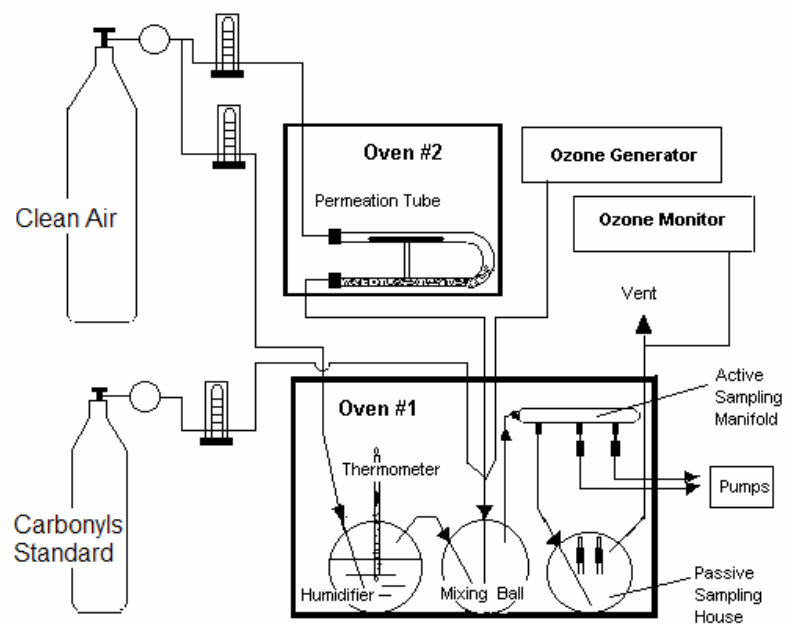 Oven #2
Ozone Generator
Permeation Tube
Clean Air
Ozone Monitor
Vent
Oven #1
Active
Sampling
Manifold
Thermometer
Pumps
Carbonyls
Standard
Humidifier
Mixing Ball
Passive
Sampling
House